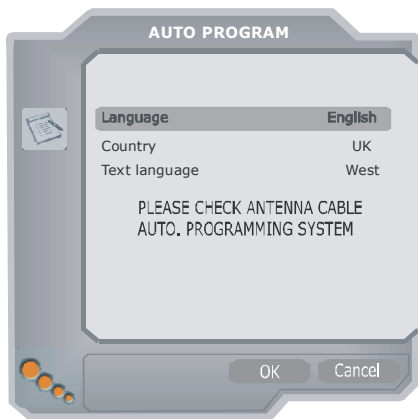 AUTO PROGRAM
Language English
Country UK
Text language West
PLEASE CHECK ANTENNA CABLE
AUTO. PROGRAMMING SYSTEM
OK Cancel